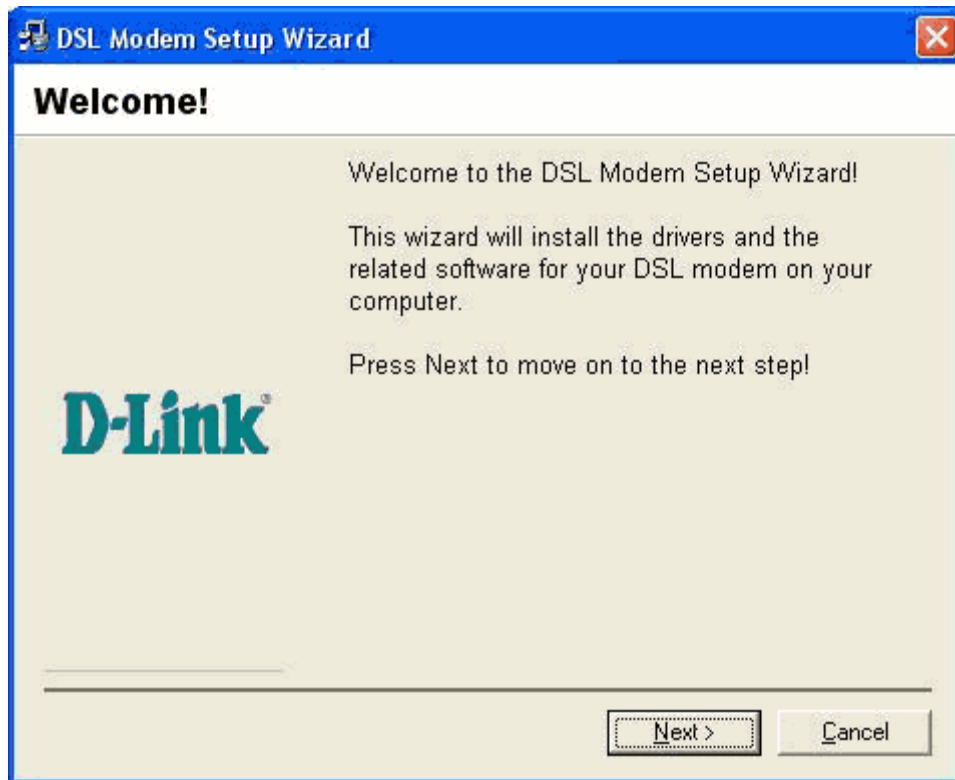 DSL Modem Setup Wizard
Welcome!
Welcome to the DSL Modem Setup Wizard!
This wizard will install the drivers and the
related software for your DSL modem on your
computer.
Press Next to move on to the next step!
D-Link®
Next >
Cancel